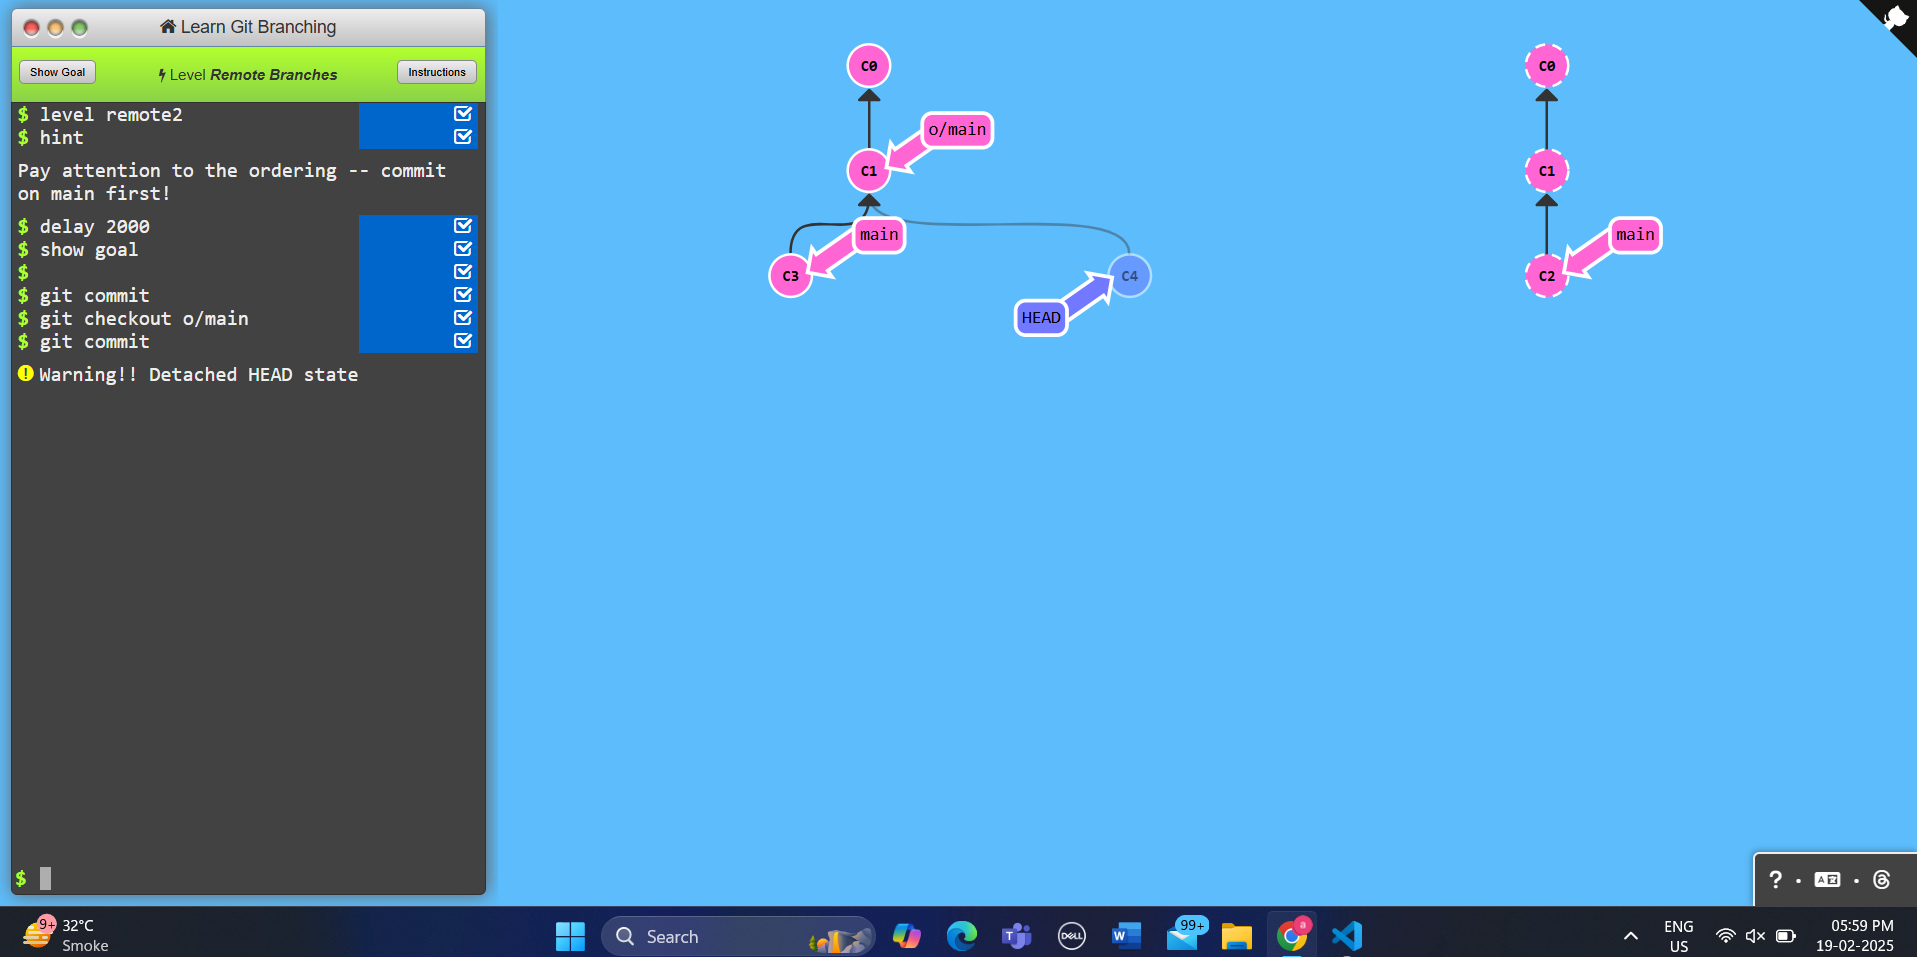 Learn Git Branching
Show Goal
Level Remote Branches
Instructions
$ level remote2
$ hint
Pay attention to the ordering -- commit
on main first!
$ delay 2000
$ show goal
$
$ git commit
$ git checkout o/main
$ git commit
! Warning!! Detached HEAD state
$
C0
o/main
C1
main
C3
C4
HEAD
C0
C1
main
C2
?
A
9+
32°C
Smoke
Search
T
DELL
W
99+
a
ENG
US
05:59 PM
19-02-2025